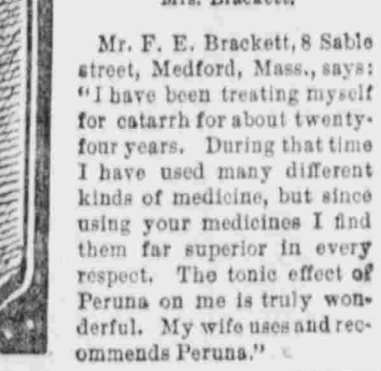 Mrs. Brackett.
Mr. F. E. Brackett, 8 Sable
street, Medford, Mass., says:
"I have been treating myself
for catarrh for about twenty-
four years. During that time
I have used many different
kinds of medicine, but since
using your medicines I find
them far superior in every
respect. The tonic effect of
Peruna on me is truly won-
derful. My wife uses and rec-
ommends Peruna."